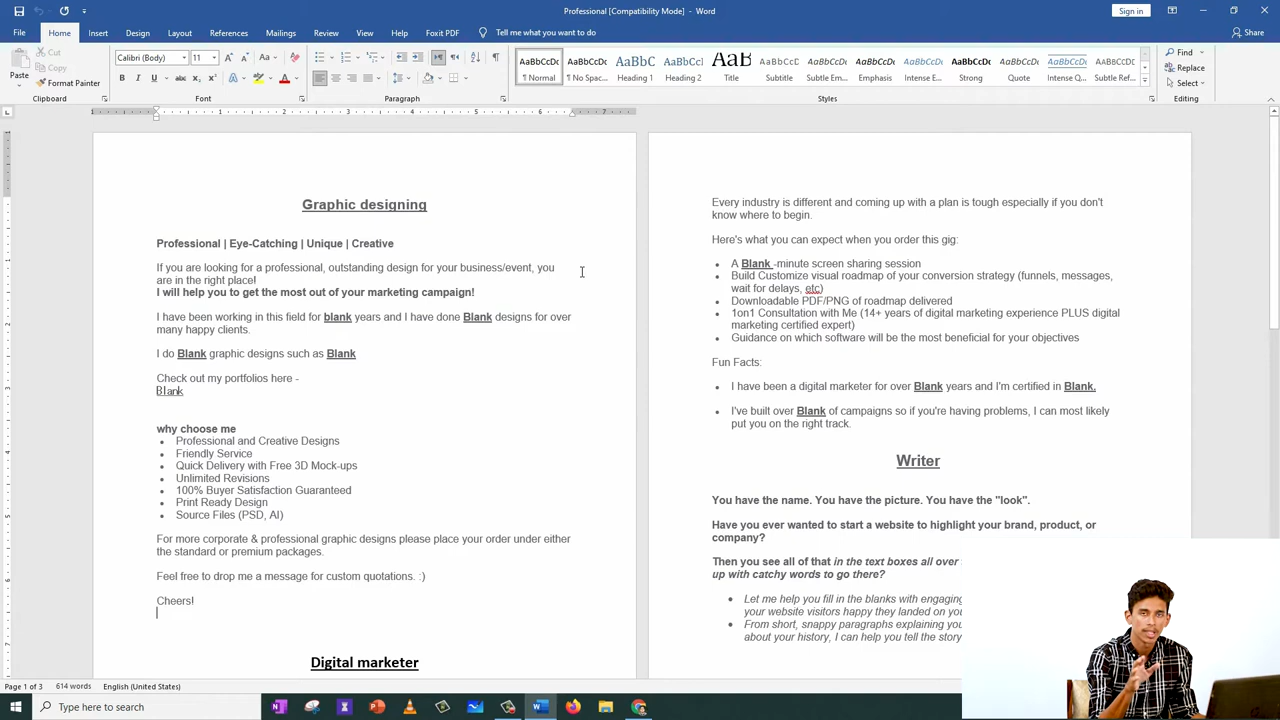 Professional [Compatibility Mode] - Word
Sign in
File Home Insert Design Layout References Mailings Review View Help Foxit PDF Tell me what you want to do
Share
Paste
Calibri (Body) 11
Find
Replace
Select
AaBbCcDc AaBbCcDc AaBbC AaBbCcC AaB AaBbCcD AaBbCcDc AaBbCcDc AaBbCcDc AaBbCcDc AaBbCcDc AaBbCcDc AaBbCcDc
¶ Normal ¶ No Spac... Heading 1 Heading 2 Title Subtitle Subtle Em... Emphasis Intense E... Strong Quote Intense Q... Subtle Ref...
Clipboard Font Paragraph Styles Editing
Graphic designing
Professional | Eye-Catching | Unique | Creative
If you are looking for a professional, outstanding design for your business/event, you
are in the right place!
I will help you to get the most out of your marketing campaign!
I have been working in this field for blank years and I have done Blank designs for over
many happy clients.
I do Blank graphic designs such as Blank
Check out my portfolios here -
Blank
why choose me
• Professional and Creative Designs
• Friendly Service
• Quick Delivery with Free 3D Mock-ups
• Unlimited Revisions
• 100% Buyer Satisfaction Guaranteed
• Print Ready Design
• Source Files (PSD, AI)
For more corporate & professional graphic designs please place your order under either
the standard or premium packages.
Feel free to drop me a message for custom quotations. :)
Cheers!
Digital marketer
Every industry is different and coming up with a plan is tough especially if you don't
know where to begin.
Here's what you can expect when you order this gig:
• A Blank -minute screen sharing session
• Build Customize visual roadmap of your conversion strategy (funnels, messages,
wait for delays, etc)
• Downloadable PDF/PNG of roadmap delivered
• 1on1 Consultation with Me (14+ years of digital marketing experience PLUS digital
marketing certified expert)
• Guidance on which software will be the most beneficial for your objectives
Fun Facts:
• I have been a digital marketer for over Blank years and I'm certified in Blank.
• I've built over Blank of campaigns so if you're having problems, I can most likely
put you on the right track.
Writer
You have the name. You have the picture. You have the "look".
Have you ever wanted to start a website to highlight your brand, product, or
company?
Then you see all of that in the text boxes all over
up with catchy words to go there?
• Let me help you fill in the blanks with engaging
your website visitors happy they landed on
• From short, snappy paragraphs explaining
about your history, I can help you tell the story
Page 1 of 3 614 words English (United States)
Type here to search